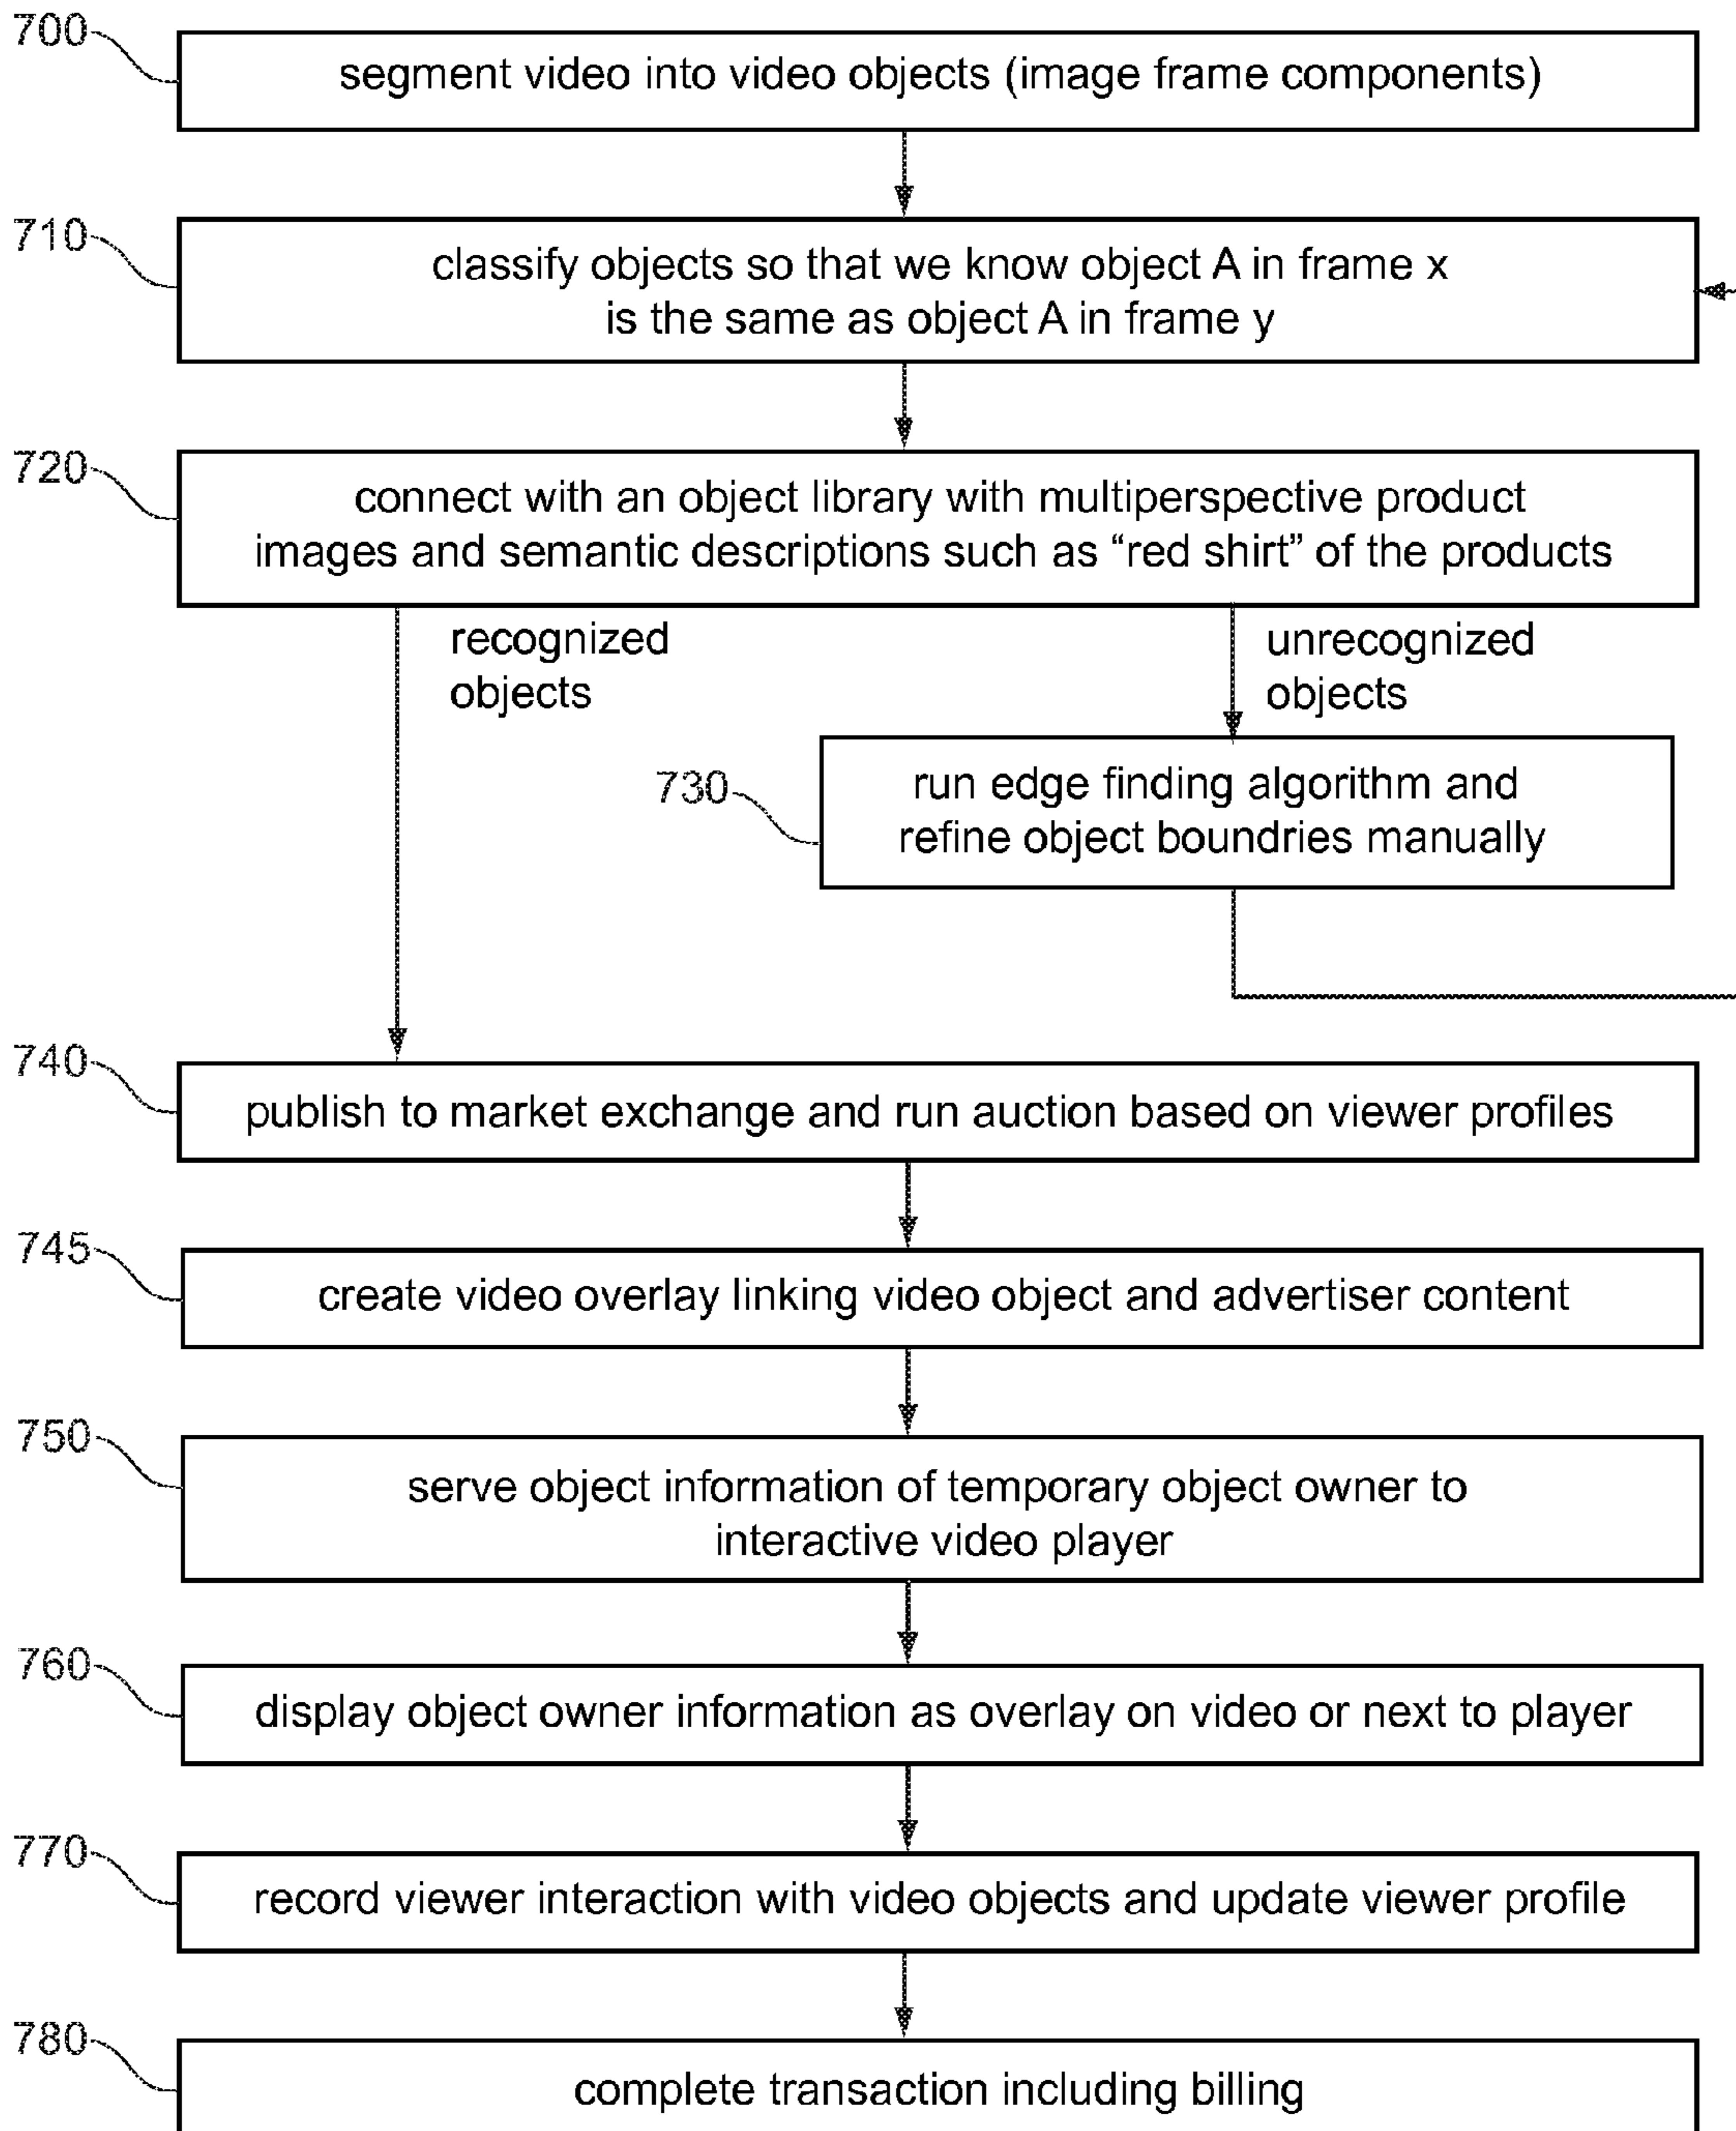 700
segment video into video objects (image frame components)
710
classify objects so that we know object A in frame x
is the same as object A in frame y
720
connect with an object library with multiperspective product
images and semantic descriptions such as “red shirt” of the products
recognized
objects
unrecognized
objects
730
run edge finding algorithm and
refine object boundries manually
740
publish to market exchange and run auction based on viewer profiles
745
create video overlay linking video object and advertiser content
750
serve object information of temporary object owner to
interactive video player
760
display object owner information as overlay on video or next to player
770
record viewer interaction with video objects and update viewer profile
780
complete transaction including billing